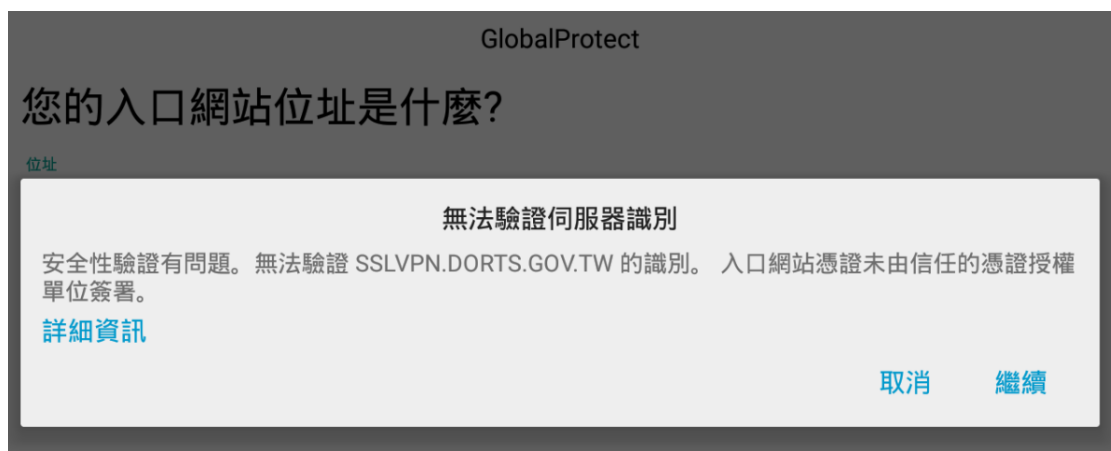 GlobalProtect
您的入口網站位址是什麼?
位址
無法驗證伺服器識別
安全性驗證有問題。無法驗證 SSLVPN.DORTS.GOV.TW 的識別。 入口網站憑證未由信任的憑證授權
單位簽署。
詳細資訊
取消 繼續